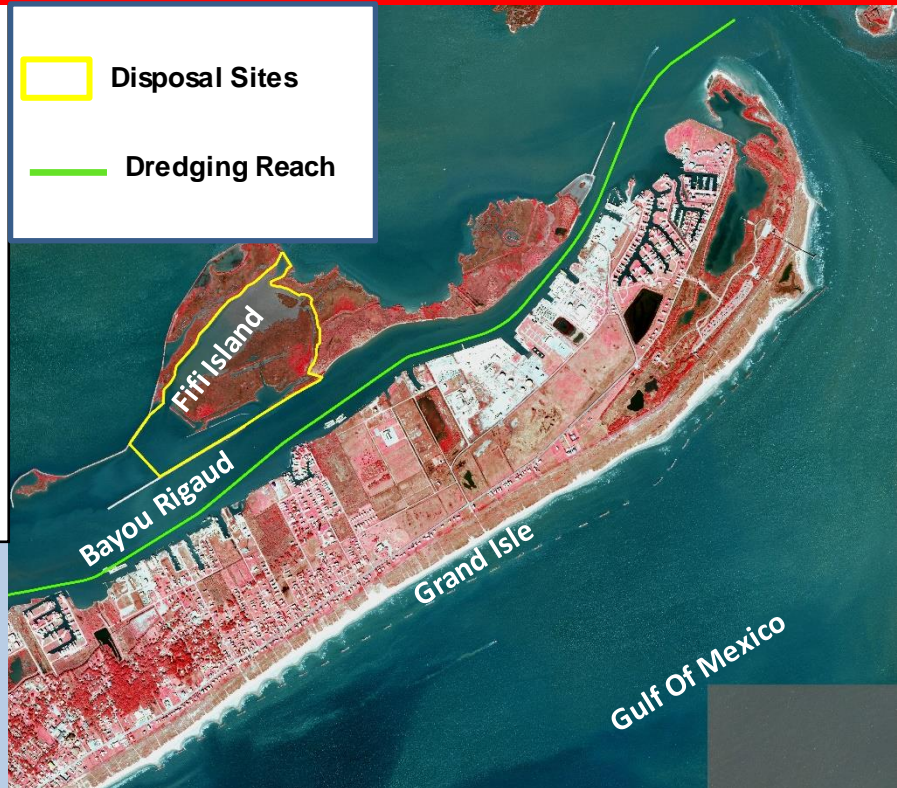 Disposal Sites
Dredging Reach
Fifi Island
Bayou Rigaud
Grand Isle
Gulf Of Mexico